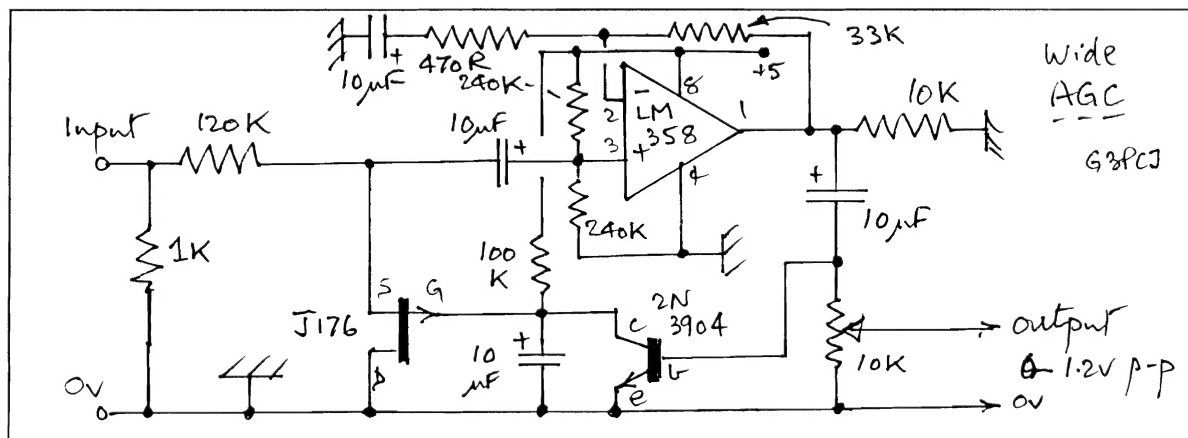 33K
10µF
470R
240K
+5
Wide
AGC
G3PCJ
Input
120K
10µF
2
8
LM
358
1
3
4
-
+
10K
+
10µF
1K
240K
100
K
S
G
J176
D
+
10
µF
2N
3904
c
b
e
10K
Output
0-1.2V p-p
0V
0V